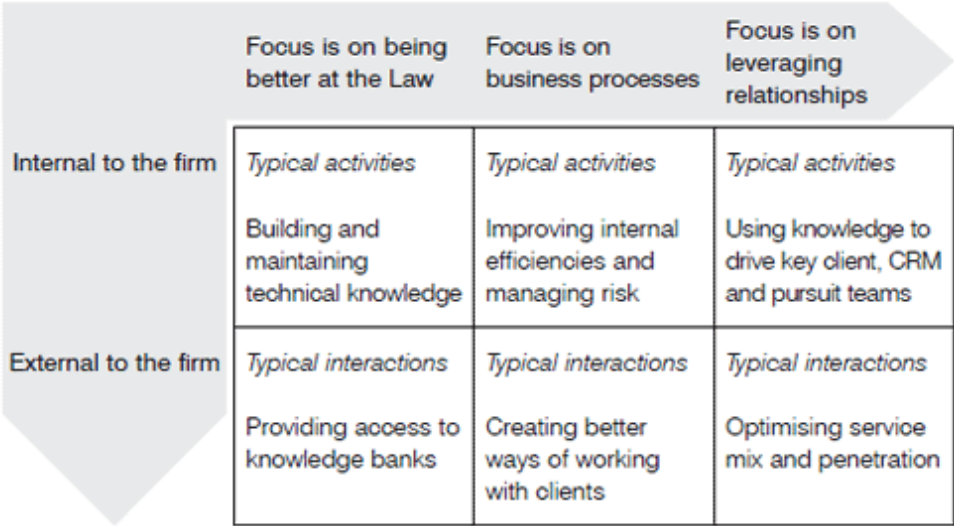 Focus is on being
better at the Law
Focus is on
business processes
Focus is on
leveraging
relationships
Internal to the firm
Typical activities
Building and
maintaining
technical knowledge
Typical activities
Improving internal
efficiencies and
managing risk
Typical activities
Using knowledge to
drive key client, CRM
and pursuit teams
External to the firm
Typical interactions
Providing access to
knowledge banks
Typical interactions
Creating better
ways of working
with clients
Typical interactions
Optimising service
mix and penetration